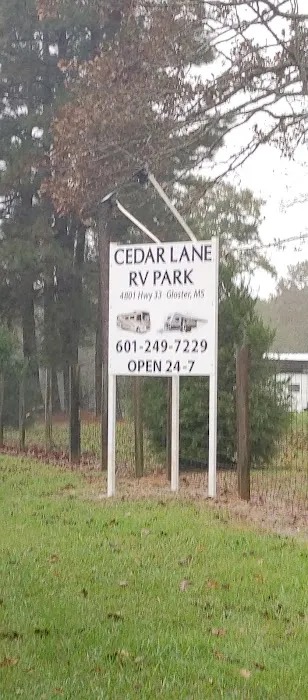 CEDAR LANE
RV PARK
4801 Hwy 33 Gloster, MS
601-249-7229
OPEN 24-7